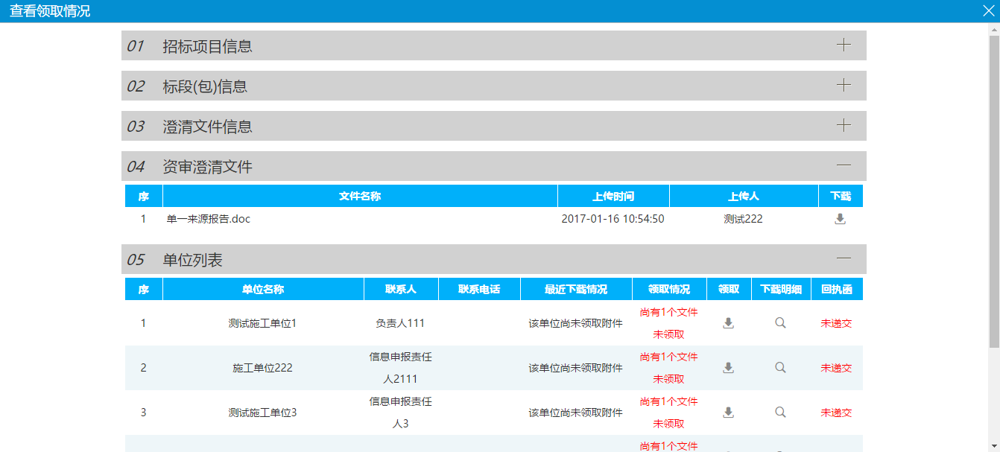 查看领取情况
01 招标项目信息
02 标段(包)信息
03 澄清文件信息
04 资审澄清文件
序 文件名称 上传时间 上传人 下载
1 单一来源报告.doc 2017-01-16 10:54:50 测试222
05 单位列表
序 单位名称 联系人 联系电话 最近下载情况 领取情况 领取 下载明细 回执函
1 测试施工单位1 负责人111 该单位尚未领取附件 尚有1个文件 未递交
未领取
2 施工单位222 信息申报责任 该单位尚未领取附件 尚有1个文件 未递交
人2111 未领取
3 测试施工单位3 信息申报责任 该单位尚未领取附件 尚有1个文件 未递交
人3 未领取
尚有1个文件